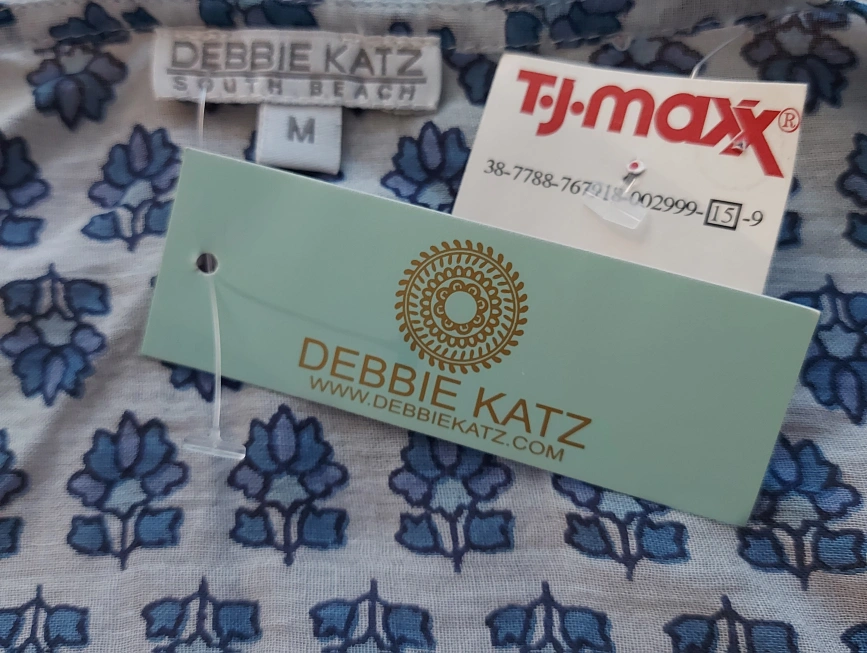 DEBBIE KATZ
SOUTH BEACH
M
T·J·maxx®
38-7788-767918-002999-15-9
DEBBIE KATZ
WWW.DEBBIEKATZ.COM